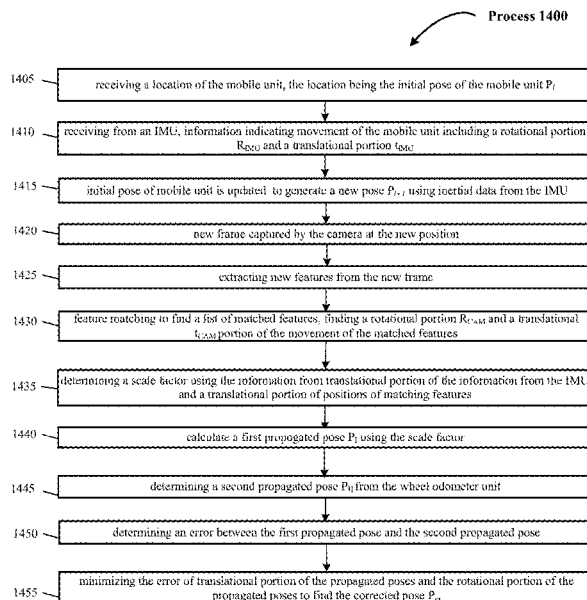 Process 1400
1405
receiving a location of the mobile unit, the location being the initial pose of the mobile unit Pi
1410
receiving from an IMU, information indicating movement of the mobile unit including a rotational portion
RIMU and a translational portion tIMU
1415
initial pose of mobile unit is updated to generate a new pose Pi+1 using inertial data from the IMU
1420
new frame captured by the camera at the new position
1425
extracting new features from the new frame
1430
feature matching to find a list of matched features, finding a rotational portion RCAM and a translational
tCAM portion of the movement of the matched features
1435
determining a scale factor using the information from translational portion of the information from the IMU
and a translational portion of positions of matching features
1440
calculate a first propagated pose PI using the scale factor
1445
determining a second propagated pose PII from the wheel odometer unit
1450
determining an error between the first propagated pose and the second propagated pose
1455
minimizing the error of translational portion of the propagated poses and the rotational portion of the
propagated poses to find the corrected pose